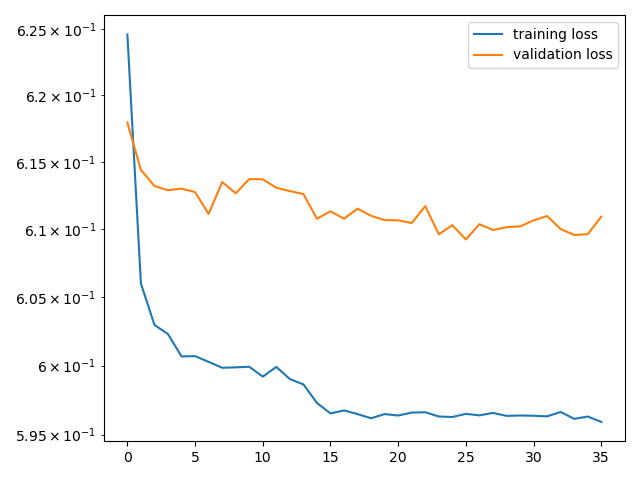 6.25 × 10⁻¹
6.2 × 10⁻¹
6.15 × 10⁻¹
6.1 × 10⁻¹
6.05 × 10⁻¹
6 × 10⁻¹
5.95 × 10⁻¹
training loss
validation loss
0 5 10 15 20 25 30 35